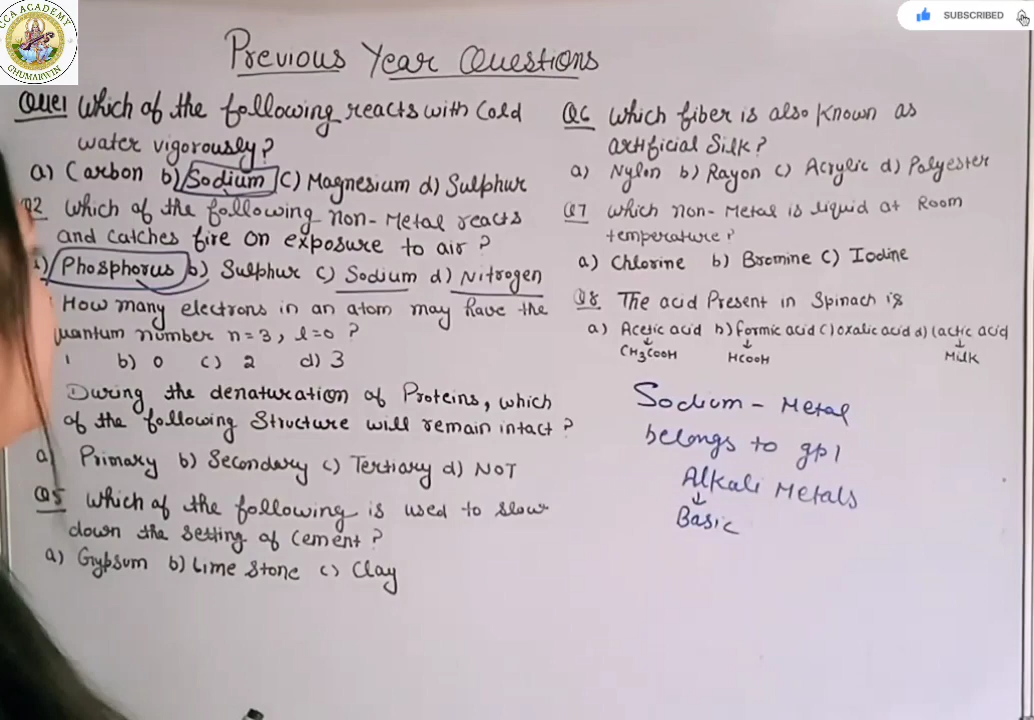 CCA ACADEMY
GHUMARWIN
SUBSCRIBED
Previous Year Questions
Que1 Which of the following reacts with Cold
water vigorously?
a) Carbon b) Sodium c) Magnesium d) Sulphur
Q2 Which of the following non-Metal reacts
and catches fire on exposure to air?
Phosphorus b) Sulphur c) Sodium d) Nitrogen
How many electrons in an atom may have the
quantum number n=3, l=0 ?
1 b) 0 c) 2 d) 3
During the denaturation of Proteins, which
of the following Structure will remain intact?
a) Primary b) Secondary c) Tertiary d) NOT
Q5 Which of the following is used to slow
down the setting of cement?
a) Gypsum b) Lime stone c) Clay
Q6 Which fiber is also known as
artificial Silk?
a) Nylon b) Rayon c) Acrylic d) Polyester
Q7 Which non-Metal is liquid at Room
temperature?
a) Chlorine b) Bromine c) Iodine
Q8 The acid Present in Spinach is
a) Acetic acid b) formic acid c) oxalic acid d) lactic acid
↓ ↓ ↓
CH3COOH HCOOH Milk
Sodium - Metal
belongs to gp1
Alkali Metals
↓
Basic